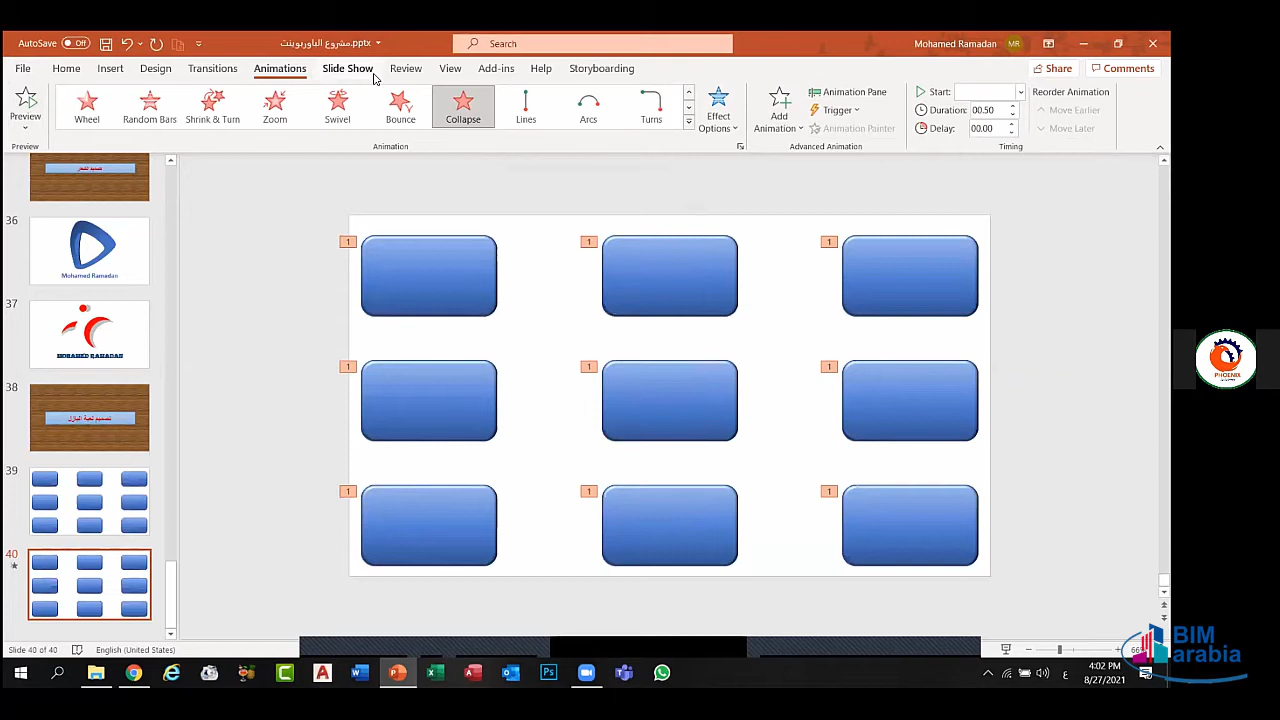 AutoSave Off
مشروع الباوربوينت.pptx
Search
Mohamed Ramadan MR
File Home Insert Design Transitions Animations Slide Show Review View Add-ins Help Storyboarding Share Comments
Preview
Wheel Random Bars Shrink & Turn Zoom Swivel Bounce Collapse Lines Arcs Turns
Effect Options
Add Animation
Animation Pane
Trigger
Animation Painter
Start:
Duration: 00.50
Delay: 00.00
Reorder Animation
Move Earlier
Move Later
Preview Animation Advanced Animation Timing
36
Mohamed Ramadan
37
MOHAMED RAMADAN
38
تصميم لعبة البازل
39
40
1 1 1
1 1 1
1 1 1
PHOENIX
Slide 40 of 40 English (United States)
BIM
arabia
4:02 PM
8/27/2021